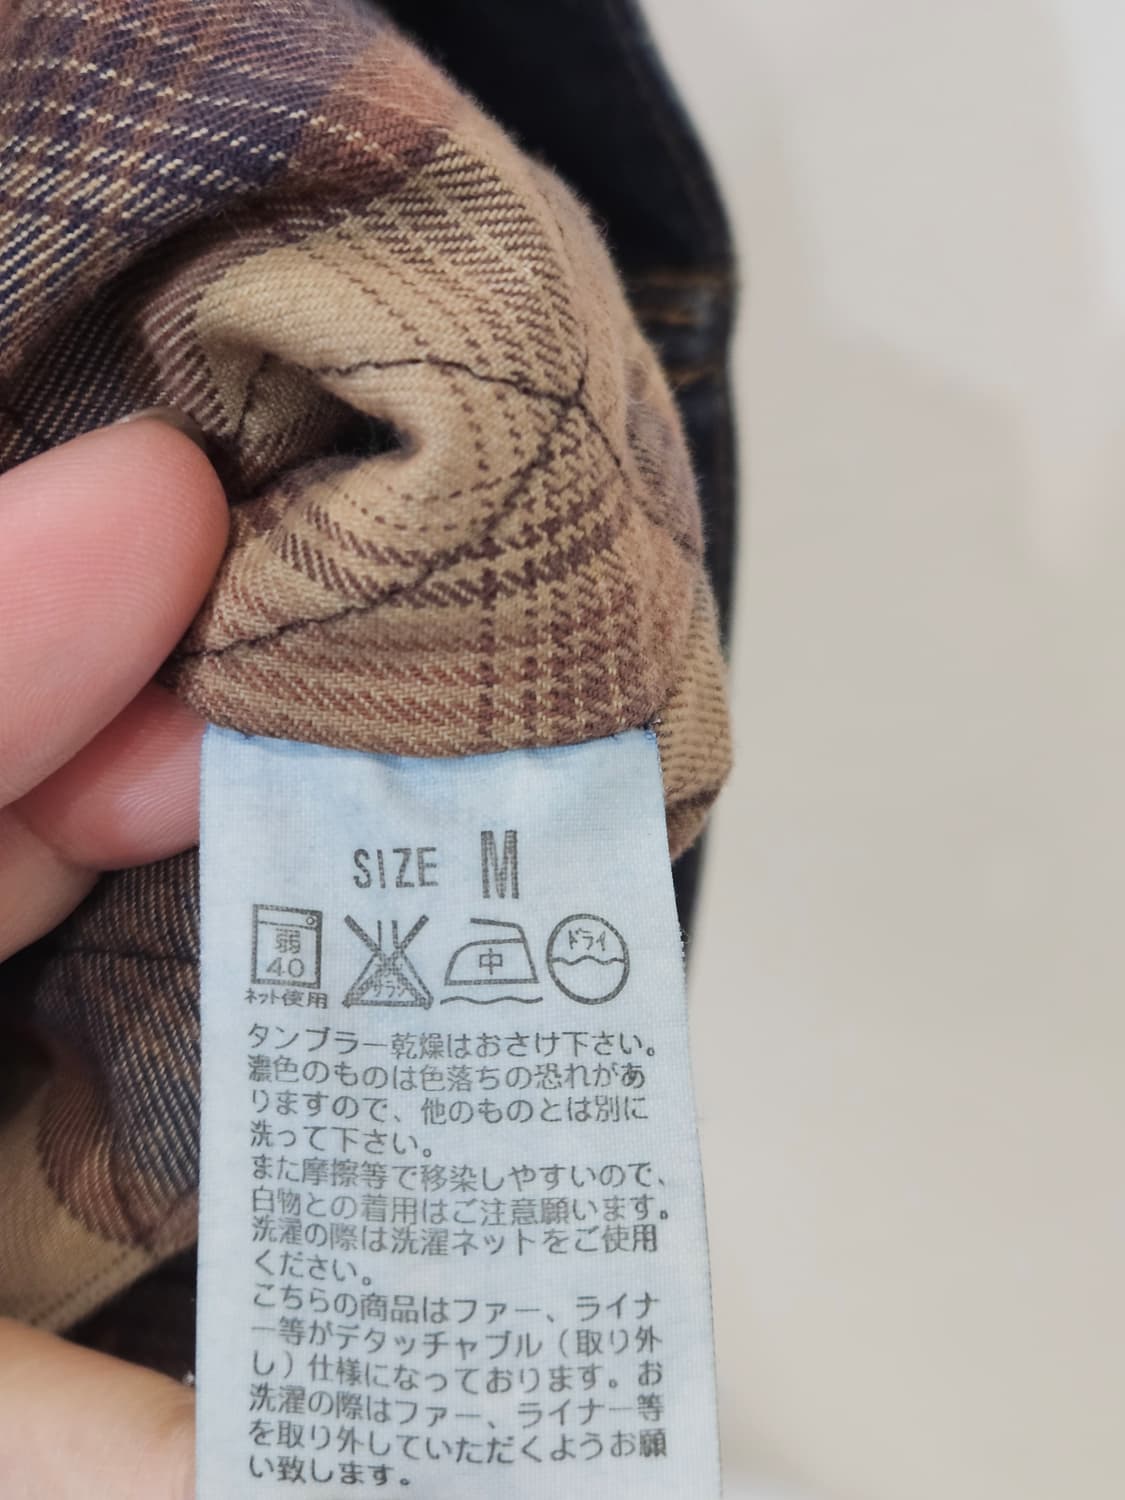 SIZE M
弱
40
ネット使用
サラシ
中
ドライ
タンブラー乾燥はおさけ下さい。
濃色のものは色落ちの恐れがあ
りますので、他のものとは別に
洗って下さい。
また摩擦等で移染しやすいので、
白物との着用はご注意願います。
洗濯の際は洗濯ネットをご使用
ください。
こちらの商品はファー、ライナ
ー等がデタッチャブル（取り外
し）仕様になっております。お
洗濯の際はファー、ライナー等
を取り外していただくようお願
い致します。